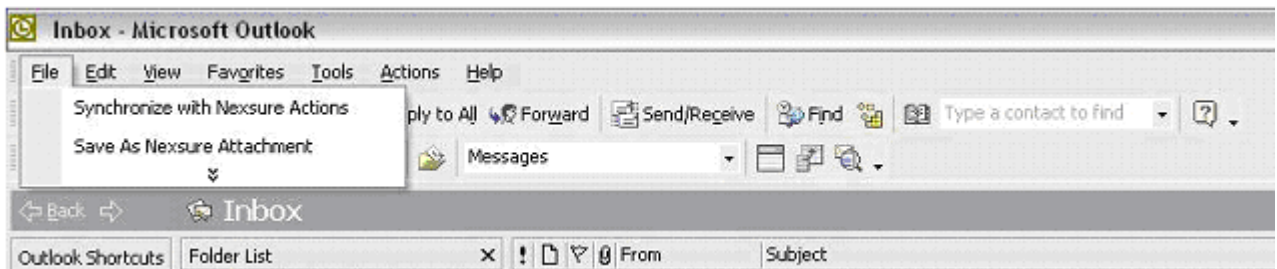 Inbox - Microsoft Outlook
File Edit View Favorites Tools Actions Help
Synchronize with Nexsure Actions
ply to All Forward Send/Receive Find Type a contact to find
Save As Nexsure Attachment
Messages
Back Inbox
Outlook Shortcuts Folder List From Subject